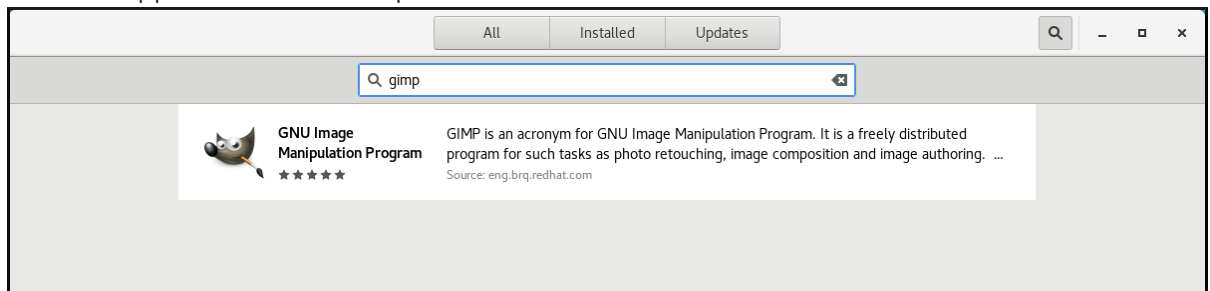 All Installed Updates
gimp
GNU Image
Manipulation Program
GIMP is an acronym for GNU Image Manipulation Program. It is a freely distributed
program for such tasks as photo retouching, image composition and image authoring. ...
Source: eng.brq.redhat.com